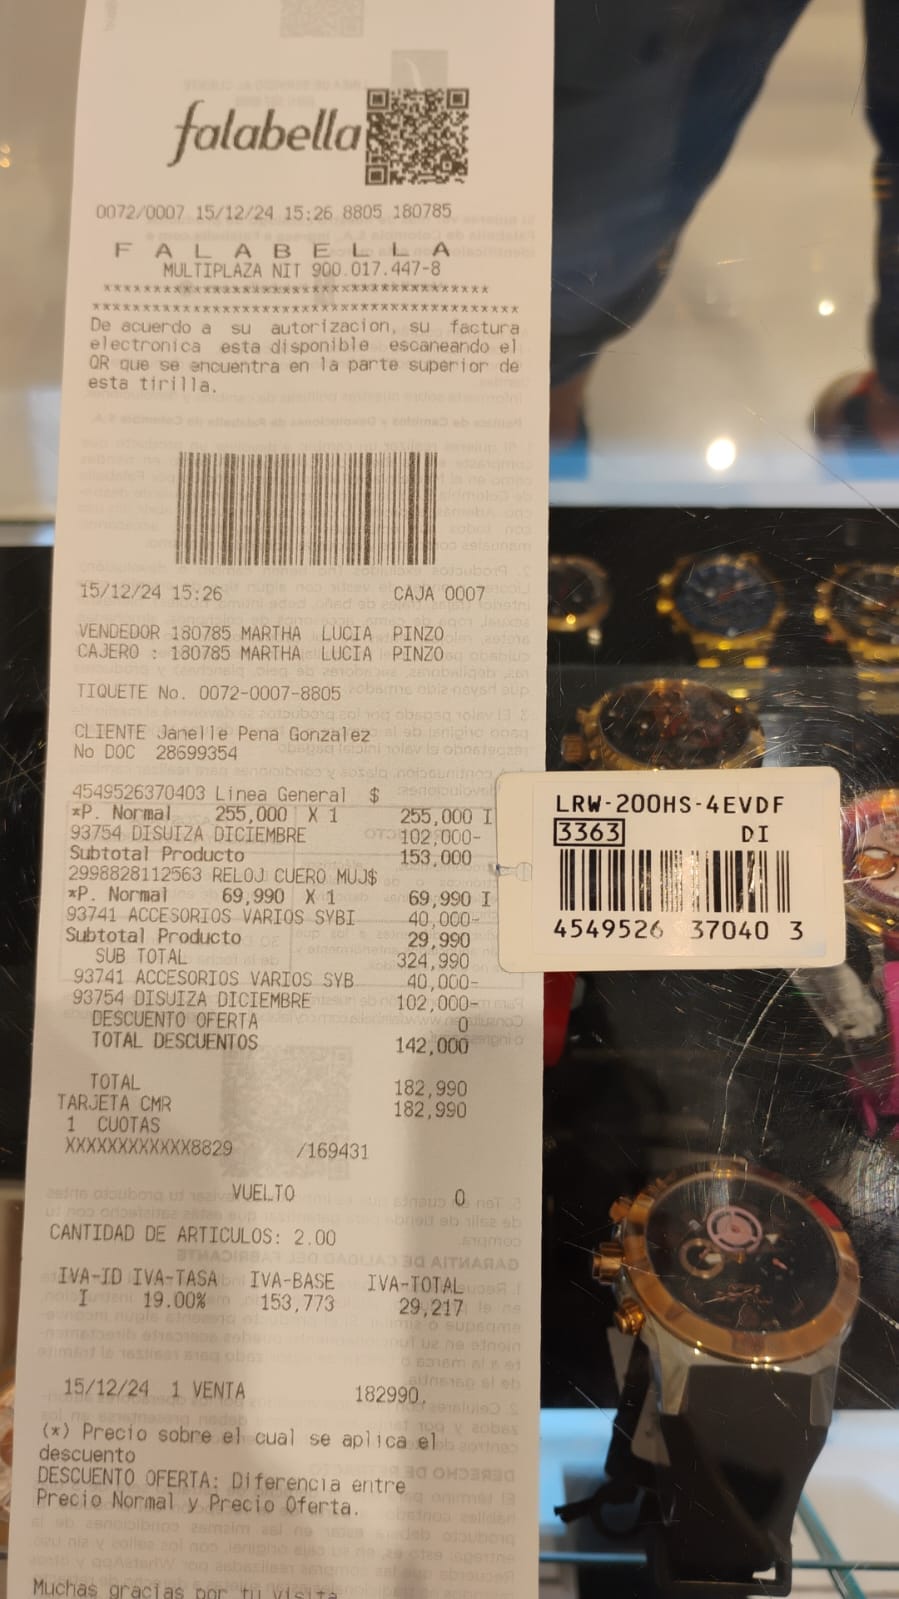 falabella
0072/0007 15/12/24 15:26 8805 180785
F A L A B E L L A
MULTIPLAZA NIT 900.017.447-8
***************************************
*******************************************
De acuerdo a su autorizacion, su factura
electronica esta disponible escaneando el
QR que se encuentra en la parte superior de
esta tirilla.
15/12/24 15:26 CAJA 0007
VENDEDOR 180785 MARTHA LUCIA PINZO
CAJERO : 180785 MARTHA LUCIA PINZO
TIQUETE No. 0072-0007-8805
CLIENTE Janelle Pena Gonzalez
No DOC 28699354
4549526370403 Linea General $
*P. Normal 255,000 X 1 255,000 I
93754 DISUIZA DICIEMBRE 102,000-
Subtotal Producto 153,000
2998828112563 RELOJ CUERO MUJ$
*P. Normal 69,990 X 1 69,990 I
93741 ACCESORIOS VARIOS SYBI 40,000-
Subtotal Producto 29,990
SUB TOTAL 324,990
93741 ACCESORIOS VARIOS SYB 40,000-
93754 DISUIZA DICIEMBRE 102,000-
DESCUENTO OFERTA 0
TOTAL DESCUENTOS 142,000
TOTAL 182,990
TARJETA CMR 182,990
1 CUOTAS
XXXXXXXXXXXX8829 /169431
VUELTO 0
CANTIDAD DE ARTICULOS: 2.00
IVA-ID IVA-TASA IVA-BASE IVA-TOTAL
I 19.00% 153,773 29,217
15/12/24 1 VENTA 182990,
(*) Precio sobre el cual se aplica el
descuento
DESCUENTO OFERTA: Diferencia entre
Precio Normal y Precio Oferta.
Muchas gracias por tu visita
LRW-200HS-4EVDF
3363 DI
4549526 37040 3